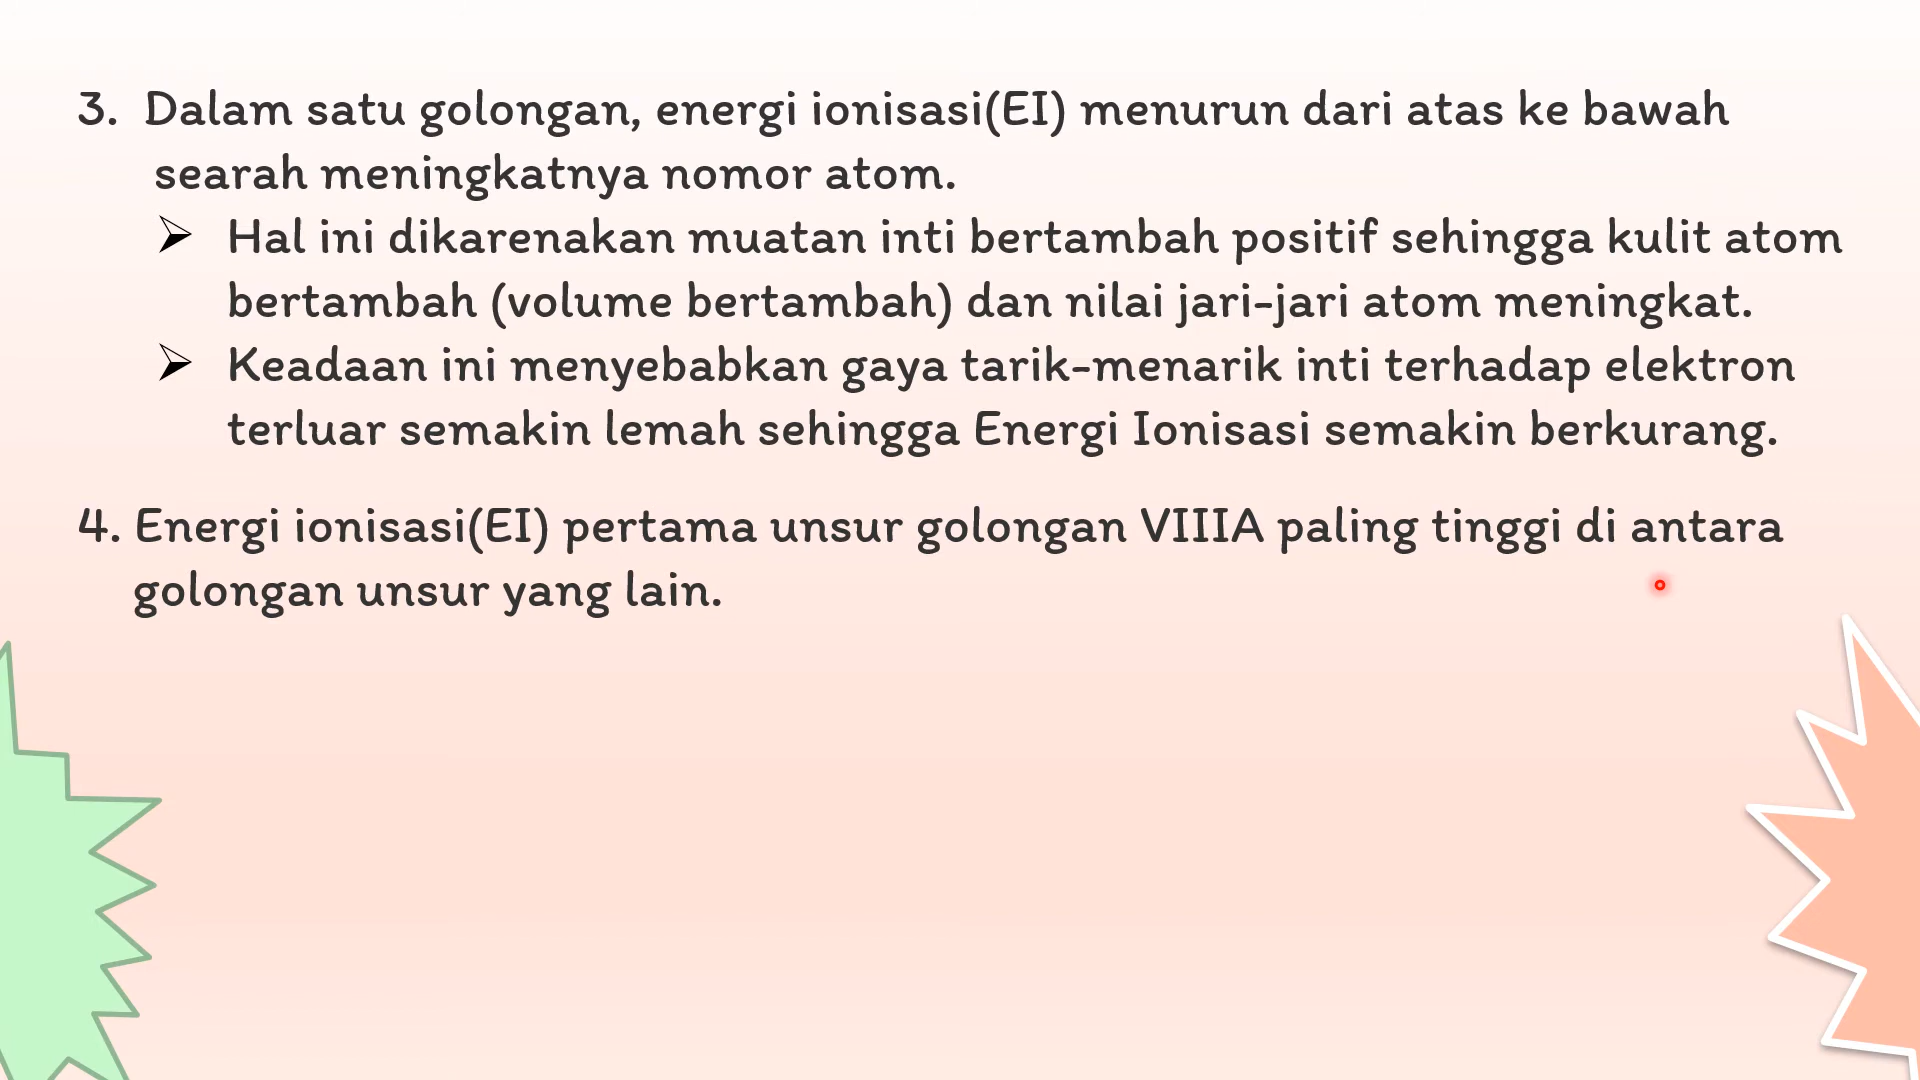 3. Dalam satu golongan, energi ionisasi(EI) menurun dari atas ke bawah
searah meningkatnya nomor atom.
➢ Hal ini dikarenakan muatan inti bertambah positif sehingga kulit atom
bertambah (volume bertambah) dan nilai jari-jari atom meningkat.
➢ Keadaan ini menyebabkan gaya tarik-menarik inti terhadap elektron
terluar semakin lemah sehingga Energi Ionisasi semakin berkurang.
4. Energi ionisasi(EI) pertama unsur golongan VIIIA paling tinggi di antara
golongan unsur yang lain.